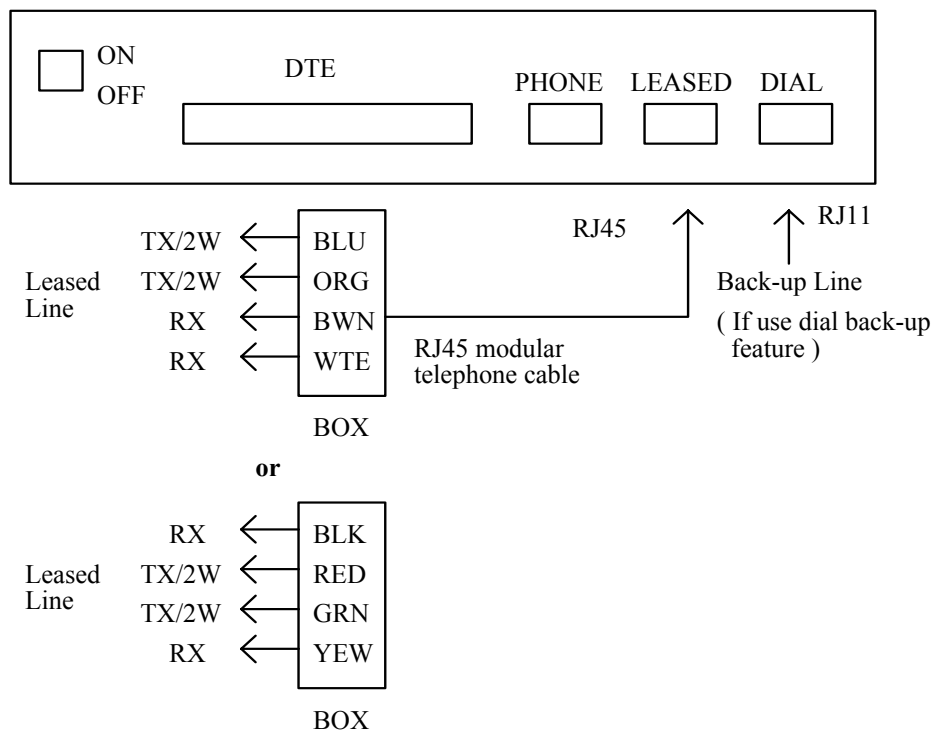 ON
OFF
DTE
PHONE
LEASED
DIAL
RJ45
RJ11
Leased
Line
TX/2W
BLU
TX/2W
ORG
RX
BWN
RX
WTE
BOX
RJ45 modular
telephone cable
Back-up Line
( If use dial back-up
feature )
or
Leased
Line
RX
BLK
TX/2W
RED
TX/2W
GRN
RX
YEW
BOX